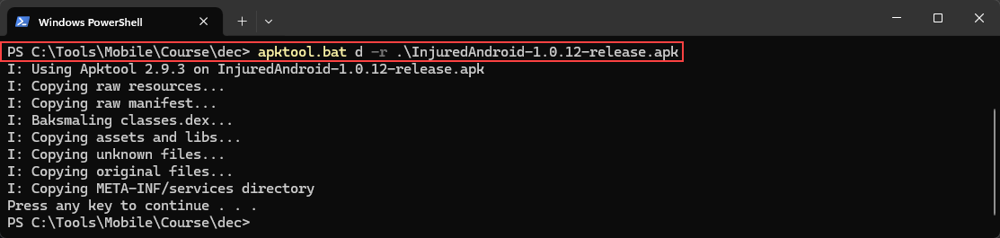 Windows PowerShell
PS C:\Tools\Mobile\Course\dec> apktool.bat d -r .\InjuredAndroid-1.0.12-release.apk
I: Using Apktool 2.9.3 on InjuredAndroid-1.0.12-release.apk
I: Copying raw resources...
I: Copying raw manifest...
I: Baksmaling classes.dex...
I: Copying assets and libs...
I: Copying unknown files...
I: Copying original files...
I: Copying META-INF/services directory
Press any key to continue . . .
PS C:\Tools\Mobile\Course\dec>